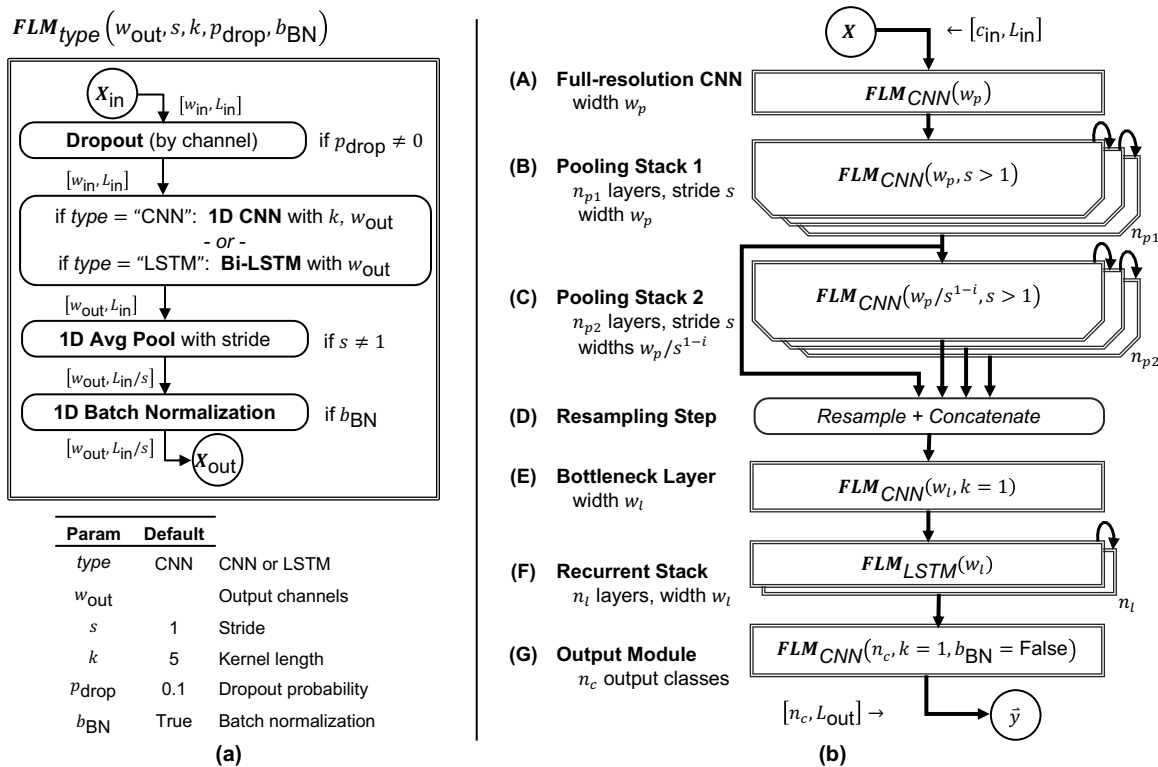 FLM_type (w_out, s, k, p_drop, b_BN)
X_in
[w_in, L_in]
Dropout (by channel)
if p_drop ≠ 0
[w_in, L_in]
if type = “CNN”: 1D CNN with k, w_out
- or -
if type = “LSTM”: Bi-LSTM with w_out
[w_out, L_in]
1D Avg Pool with stride
if s ≠ 1
[w_out, L_in/s]
1D Batch Normalization
if b_BN
[w_out, L_in/s]
X_out
Param Default
type CNN CNN or LSTM
w_out Output channels
s 1 Stride
k 5 Kernel length
p_drop 0.1 Dropout probability
b_BN True Batch normalization
(a)
X
← [c_in, L_in]
(A) Full-resolution CNN
width w_p
FLM_CNN(w_p)
(B) Pooling Stack 1
n_p1 layers, stride s
width w_p
FLM_CNN(w_p, s > 1)
n_p1
(C) Pooling Stack 2
n_p2 layers, stride s
widths w_p/s^{1−i}
FLM_CNN(w_p/s^{1−i}, s > 1)
n_p2
(D) Resampling Step
Resample + Concatenate
(E) Bottleneck Layer
width w_l
FLM_CNN(w_l, k = 1)
(F) Recurrent Stack
n_l layers, width w_l
FLM_LSTM(w_l)
n_l
(G) Output Module
n_c output classes
FLM_CNN(n_c, k = 1, b_BN = False)
[n_c, L_out] →
y⃗
(b)